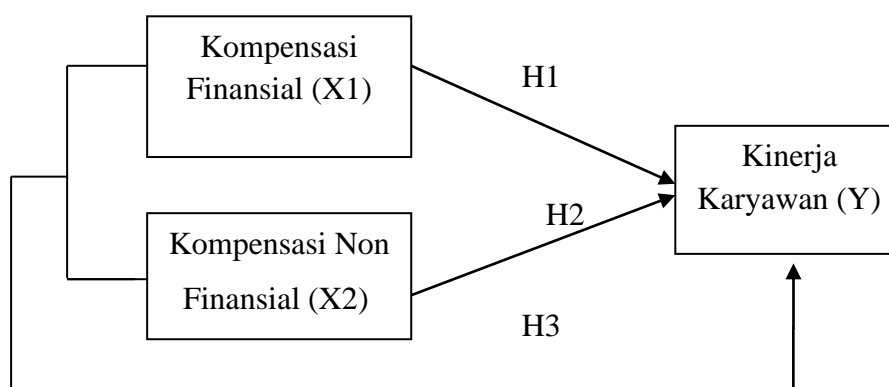 Kompensasi
Finansial (X1)
H1
Kinerja
Karyawan (Y)
H2
Kompensasi Non
Finansial (X2)
H3